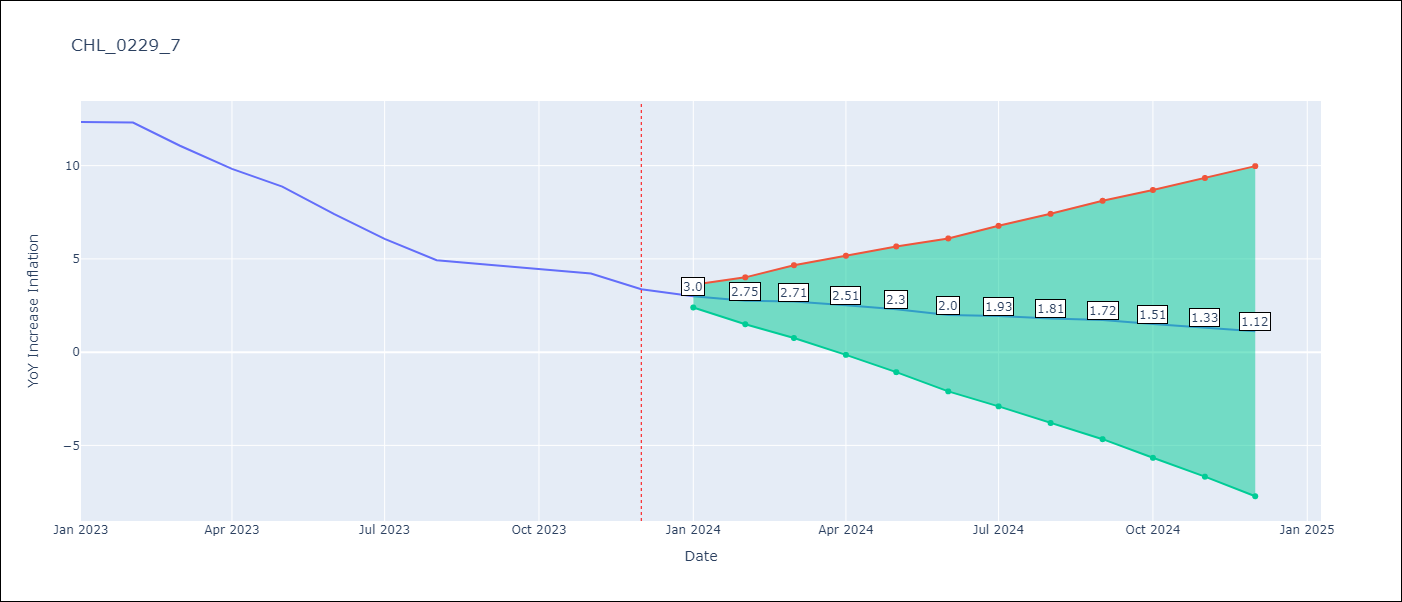 CHL_0229_7
YoY Increase Inflation
10
5
0
−5
3.0
2.75
2.71
2.51
2.3
2.0
1.93
1.81
1.72
1.51
1.33
1.12
Jan 2023
Apr 2023
Jul 2023
Oct 2023
Jan 2024
Apr 2024
Jul 2024
Oct 2024
Jan 2025
Date